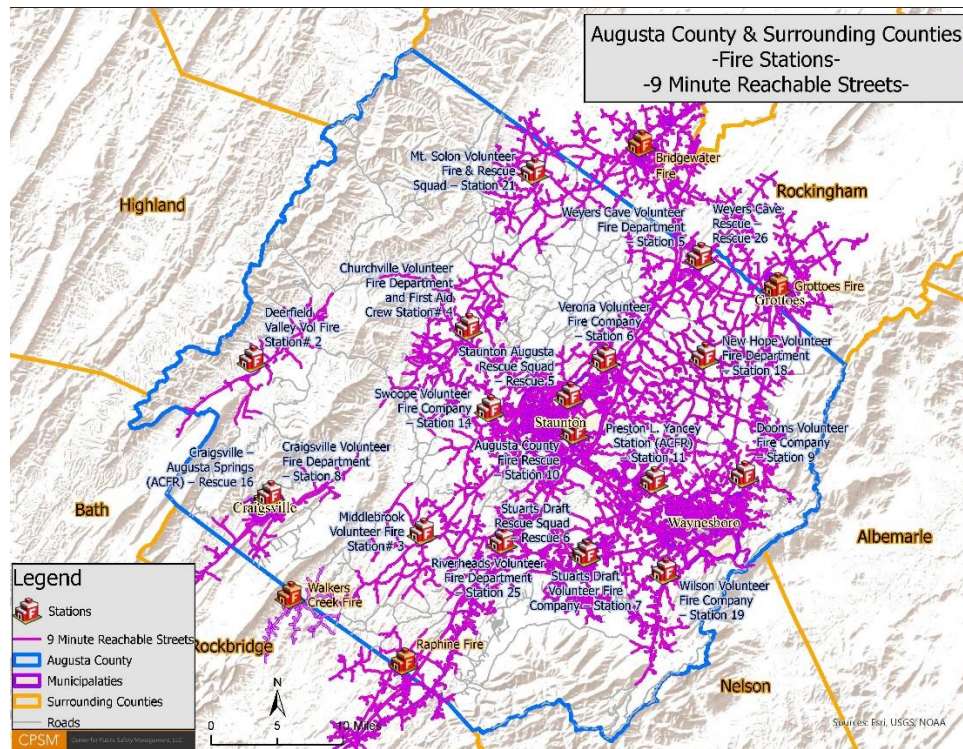 Augusta County & Surrounding Counties
-Fire Stations-
-9 Minute Reachable Streets-
Mt. Solon Volunteer
Fire & Rescue
Squad – Station 21
Bridgewater
Fire
Rockingham
Highland
Weyers Cave Volunteer
Fire Department
– Station 5
Weyers Cave
Rescue –
Rescue 26
Churchville Volunteer
Fire Department
and First Aid
Crew Station# 4
Grottoes Fire
Grottoes
Verona Volunteer
Fire Company
– Station 6
Deerfield
Valley Vol Fire
Station# 2
New Hope Volunteer
Fire Department
– Station 18
Staunton Augusta
Rescue Squad
– Rescue 5
Swoope Volunteer
Fire Company
– Station 14
Staunton
Preston L. Yancey
Station (ACFR)
– Station 11
Dooms Volunteer
Fire Company
– Station 9
Augusta County
Fire Rescue
– Station 10
Craigsville –
Augusta Springs
(ACFR) – Rescue 16
Craigsville Volunteer
Fire Department
– Station 8
Craigsville
Bath
Middlebrook
Volunteer Fire
Station# 3
Stuarts Draft
Rescue Squad
– Rescue 6
Waynesboro
Albemarle
Riverheads Volunteer
Fire Department
– Station 25
Stuarts Draft
Volunteer Fire
Company – Station 7
Wilson Volunteer
Fire Company
Station 19
Walkers
Creek Fire
Rockbridge
Raphine Fire
Nelson
Legend
Stations
9 Minute Reachable Streets
Augusta County
Municipalaties
Surrounding Counties
Roads
N
0 5 10 Miles
CPSM
Center for Public Safety Management, LLC
Sources: Esri, USGS, NOAA